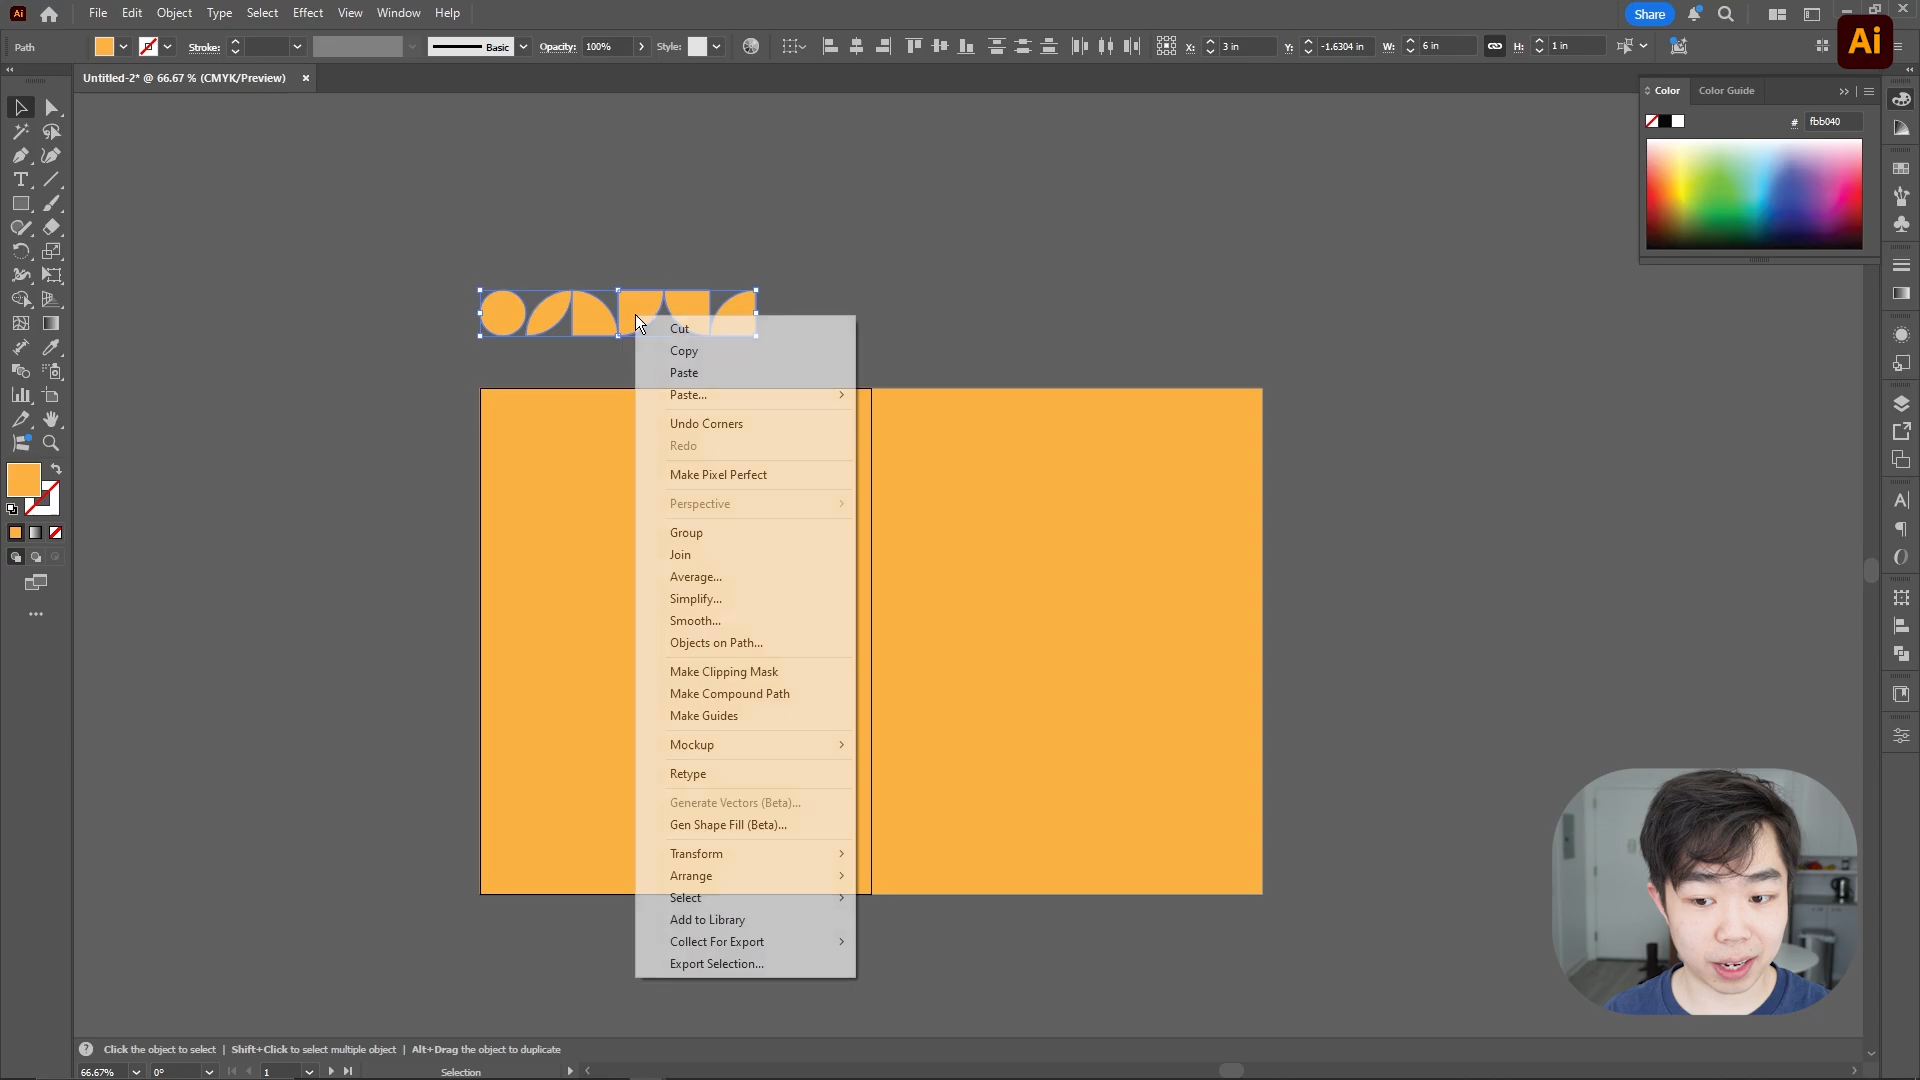 Ai File Edit Object Type Select Effect View Window Help Share
Path Stroke: Basic Opacity: 100% Style: X: 3 in Y: -1.6304 in W: 6 in H: 1 in Ai
Untitled-2* @ 66.67 % (CMYK/Preview) ×
Color Color Guide
# fbb040
Cut
Copy
Paste
Paste...
Undo Corners
Redo
Make Pixel Perfect
Perspective
Group
Join
Average...
Simplify...
Smooth...
Objects on Path...
Make Clipping Mask
Make Compound Path
Make Guides
Mockup
Retype
Generate Vectors (Beta)...
Gen Shape Fill (Beta)...
Transform
Arrange
Select
Add to Library
Collect For Export
Export Selection...
Click the object to select | Shift+Click to select multiple object | Alt+Drag the object to duplicate
66.67% 0° 1 Selection